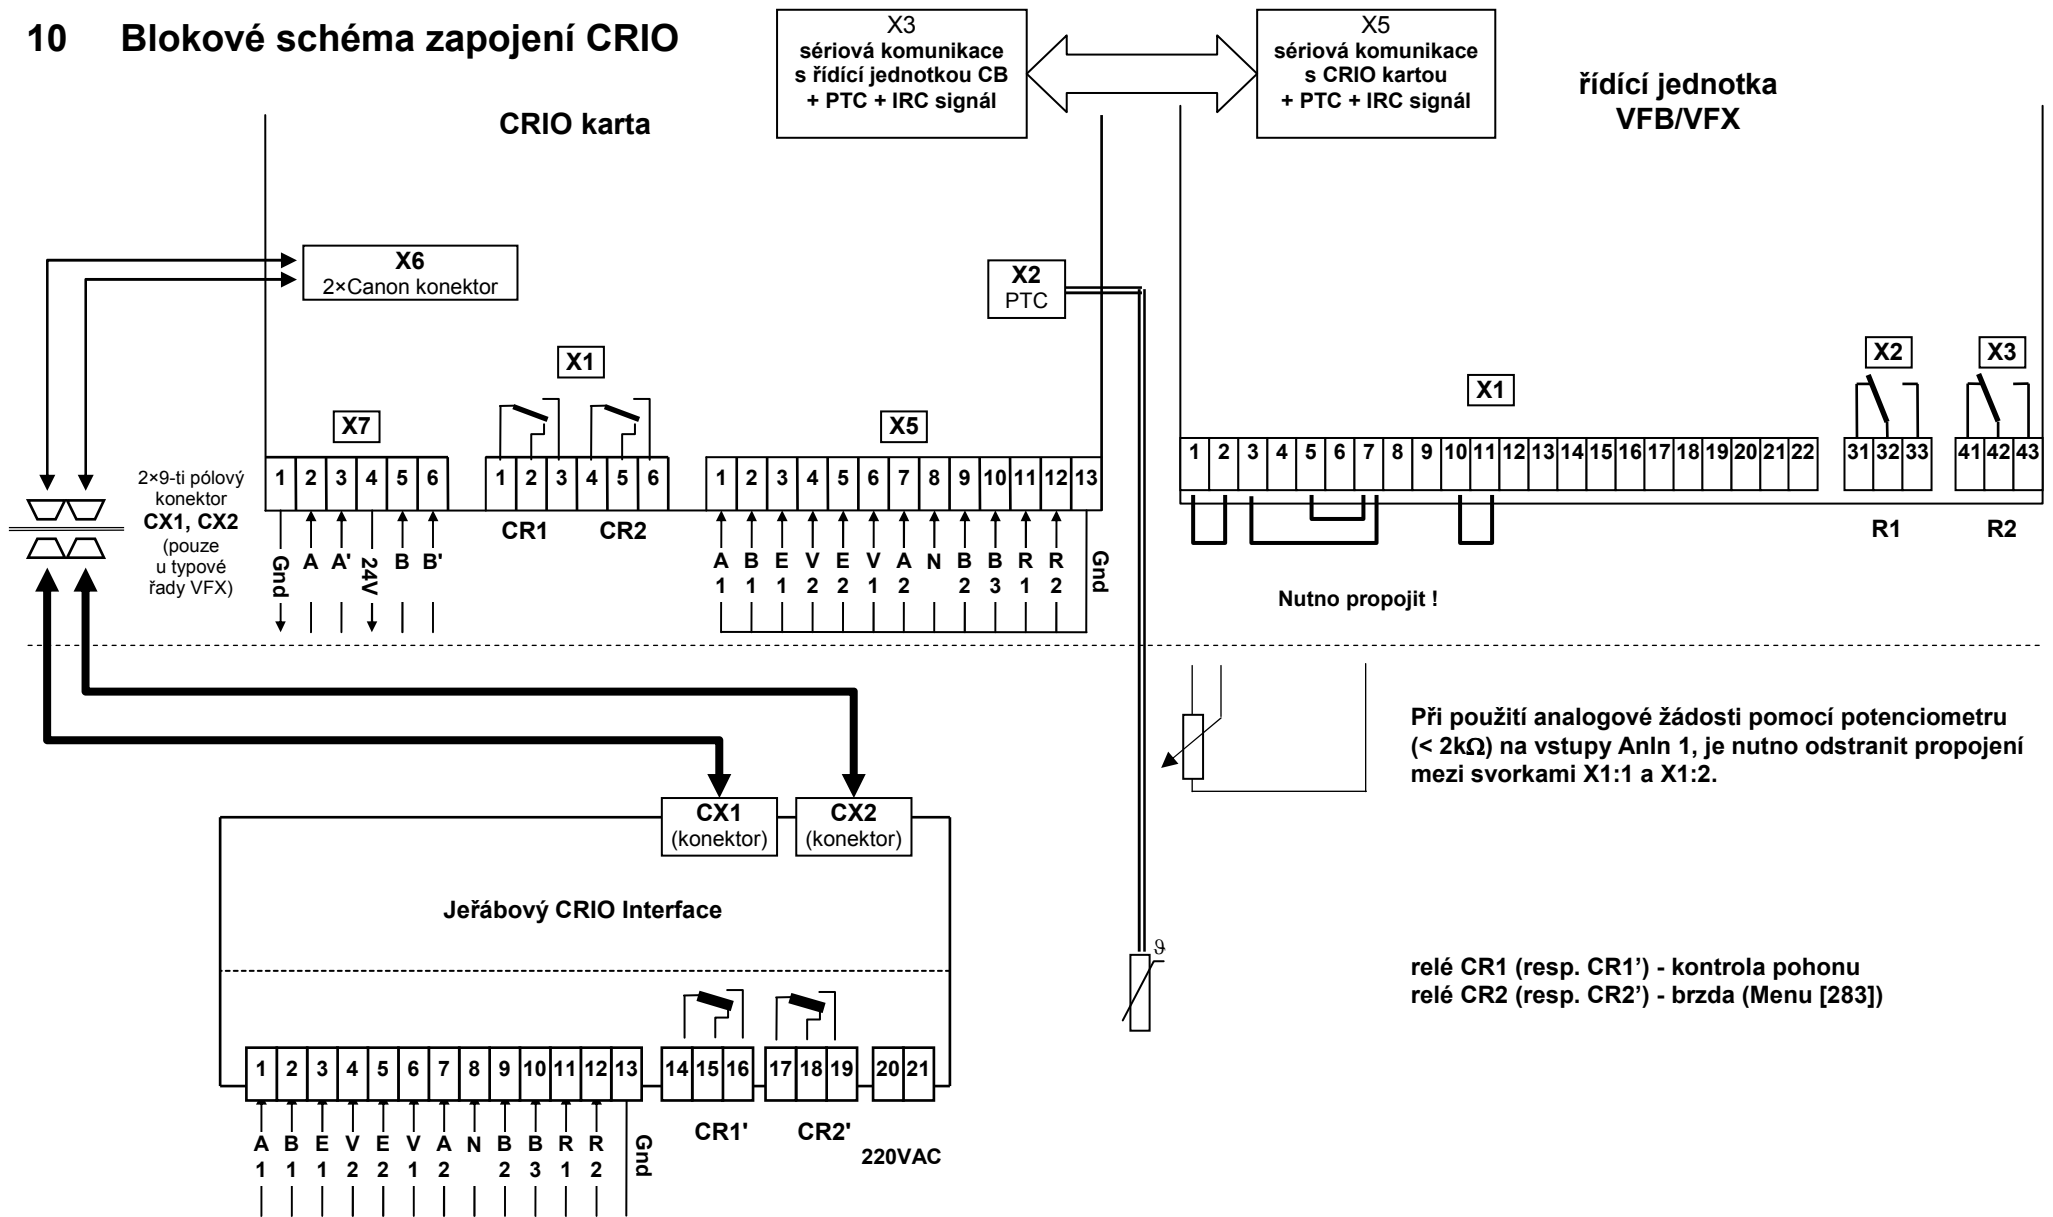 10 Blokové schéma zapojení CRIO
X3
sériová komunikace
s řídící jednotkou CB
+ PTC + IRC signál
X5
sériová komunikace
s CRIO kartou
+ PTC + IRC signál
řídící jednotka
VFB/VFX
CRIO karta
X6
2×Canon konektor
X2
PTC
X1
X7
X5
X1
X2
X3
2×9-ti pólový
konektor
CX1, CX2
(pouze
u typové
řady VFX)
1 2 3 4 5 6
1 2 3 4 5 6
1 2 3 4 5 6 7 8 9 10 11 12 13
1 2 3 4 5 6 7 8 9 10 11 12 13 14 15 16 17 18 19 20 21 22
31 32 33
41 42 43
CR1 CR2
R1
R2
Gnd A A' 24V B B'
A1 B1 E1 V2 E2 V1 A2 N B2 B3 R1 R2 Gnd
Nutno propojit !
Při použití analogové žádosti pomocí potenciometru
(< 2kΩ) na vstupy AnIn 1, je nutno odstranit propojení
mezi svorkami X1:1 a X1:2.
CX1
(konektor)
CX2
(konektor)
Jeřábový CRIO Interface
ϑ
relé CR1 (resp. CR1’) - kontrola pohonu
relé CR2 (resp. CR2’) - brzda (Menu [283])
1 2 3 4 5 6 7 8 9 10 11 12 13
14 15 16
17 18 19
20 21
CR1' CR2'
220VAC
A1 B1 E1 V2 E2 V1 A2 N B2 B3 R1 R2 Gnd